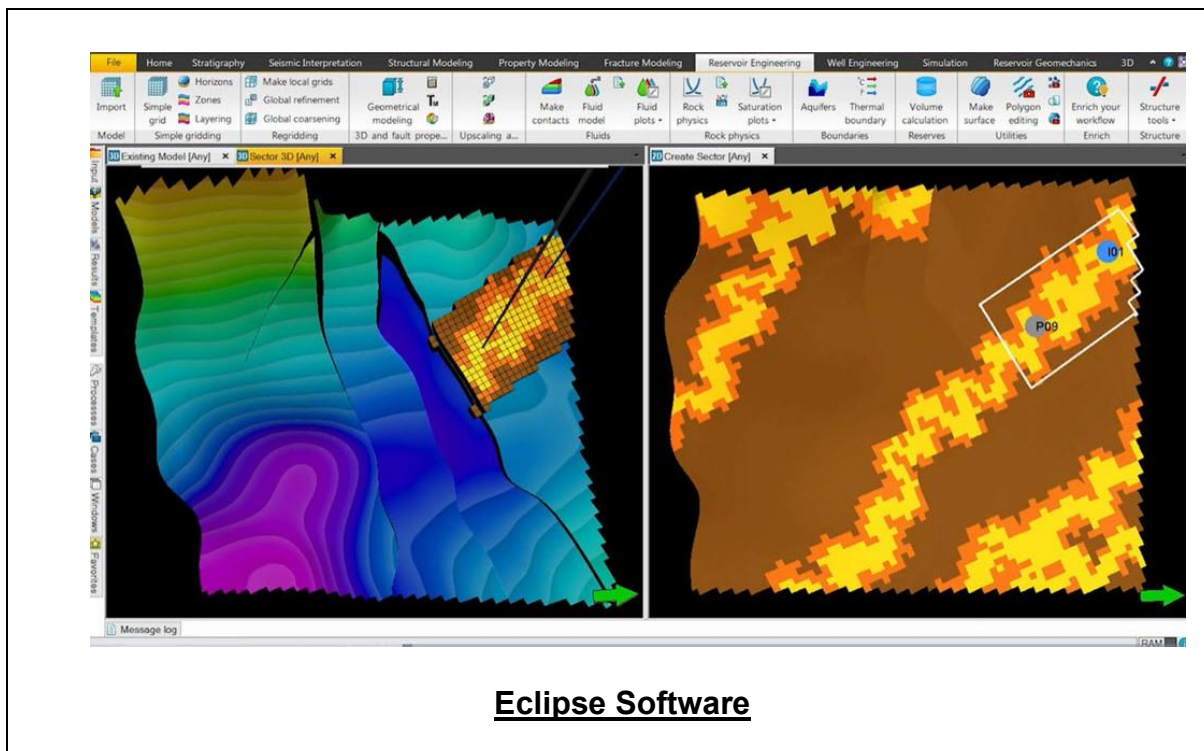 File Home Stratigraphy Seismic Interpretation Structural Modeling Property Modeling Fracture Modeling Reservoir Engineering Well Engineering Simulation Reservoir Geomechanics 3D
Horizons Make local grids
Zones Global refinement
Layering Global coarsening
Import Simple grid Geometrical modeling Make contacts Fluid model Fluid plots Rock physics Saturation plots Aquifers Thermal boundary Volume calculation Make surface Polygon editing Enrich your workflow Structure tools
Model Simple gridding Regridding 3D and fault prope... Upscaling a... Fluids Rock physics Boundaries Reserves Utilities Enrich Structure
3D Existing Model [Any] X 3D Sector 3D [Any] X 2D Create Sector [Any] X
Input
Models
Results
Templates
Processes
Cases
Windows
Favorites
I01
P09
Message log
RAM
Eclipse Software